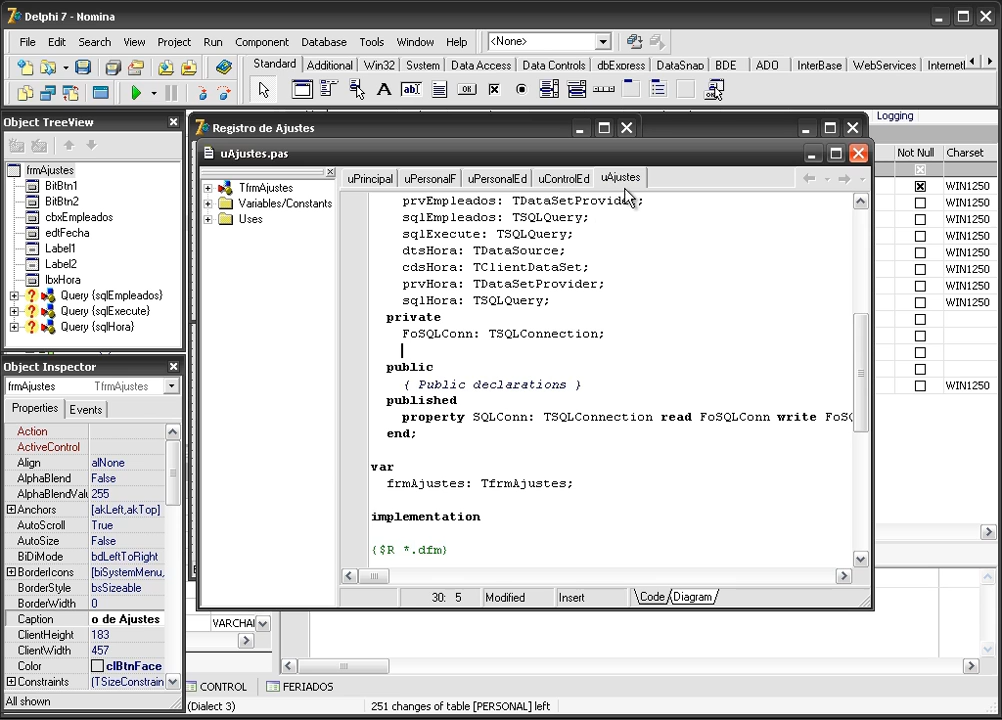 Delphi 7 - Nomina
File Edit Search View Project Run Component Database Tools Window Help <None>
Standard Additional Win32 System Data Access Data Controls dbExpress DataSnap BDE ADO InterBase WebServices
Object TreeView
frmAjustes
BitBtn1
BitBtn2
cbxEmpleados
edtFecha
Label1
Label2
lbxHora
Query {sqlEmpleados}
Query {sqlExecute}
Query {sqlHora}
Object Inspector
frmAjustes TfrmAjustes
Properties Events
Action
ActiveControl
Align alNone
AlphaBlend False
AlphaBlendValu 255
Anchors [akLeft,akTop]
AutoScroll True
AutoSize False
BiDiMode bdLeftToRight
BorderIcons [biSystemMenu,
BorderStyle bsSizeable
BorderWidth 0
Caption o de Ajustes
ClientHeight 183
ClientWidth 457
Color clBtnFace
Constraints (TSizeConstrain
All shown
Registro de Ajustes
uAjustes.pas
TfrmAjustes
Variables/Constants
Uses
uPrincipal uPersonalF uPersonalEd uControlEd uAjustes
prvEmpleados: TDataSetProvider;
sqlEmpleados: TSQLQuery;
sqlExecute: TSQLQuery;
dtsHora: TDataSource;
cdsHora: TClientDataSet;
prvHora: TDataSetProvider;
sqlHora: TSQLQuery;
private
FoSQLConn: TSQLConnection;
public
{ Public declarations }
published
property SQLConn: TSQLConnection read FoSQLConn write FoSQ
end;
var
frmAjustes: TfrmAjustes;
implementation
{$R *.dfm}
30: 5 Modified Insert Code Diagram
Logging
Not Null Charset
WIN1250
WIN1250
WIN1250
WIN1250
WIN1250
WIN1250
WIN1250
WIN1250
WIN1250
VARCHA
CONTROL FERIADOS
(Dialect 3) 251 changes of table [PERSONAL] left